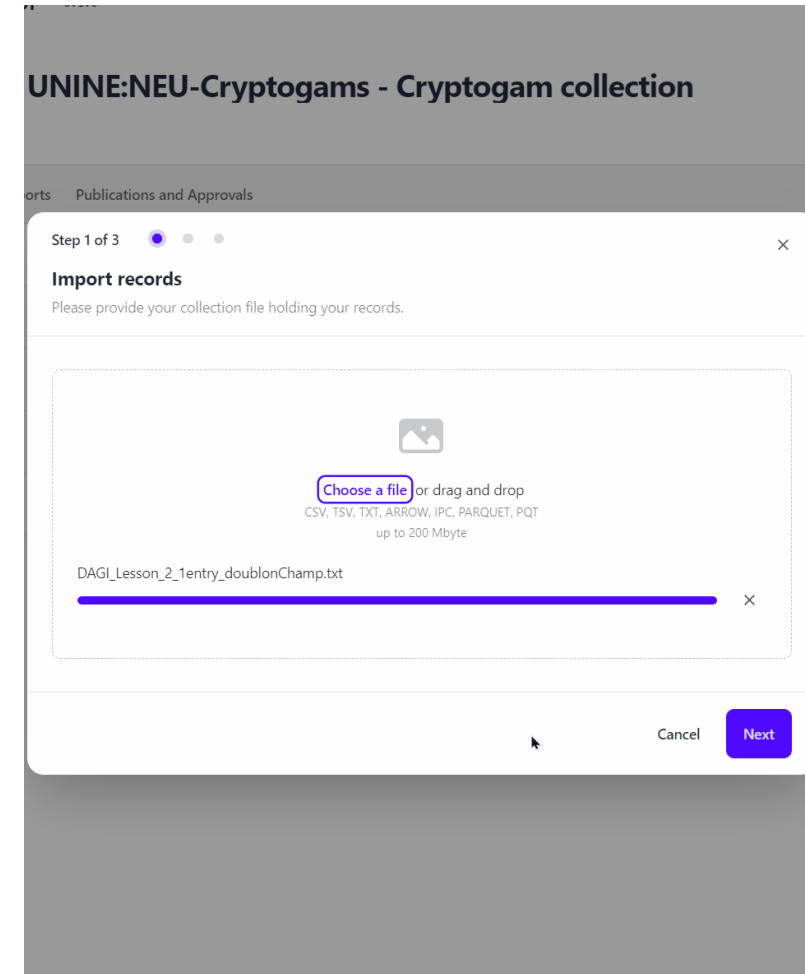 UNINE:NEU-Cryptogams - Cryptogam collection
orts Publications and Approvals
Step 1 of 3
Import records
Please provide your collection file holding your records.
Choose a file or drag and drop
CSV, TSV, TXT, ARROW, IPC, PARQUET, PQT
up to 200 Mbyte
DAGI_Lesson_2_1entry_doublonChamp.txt
Cancel Next